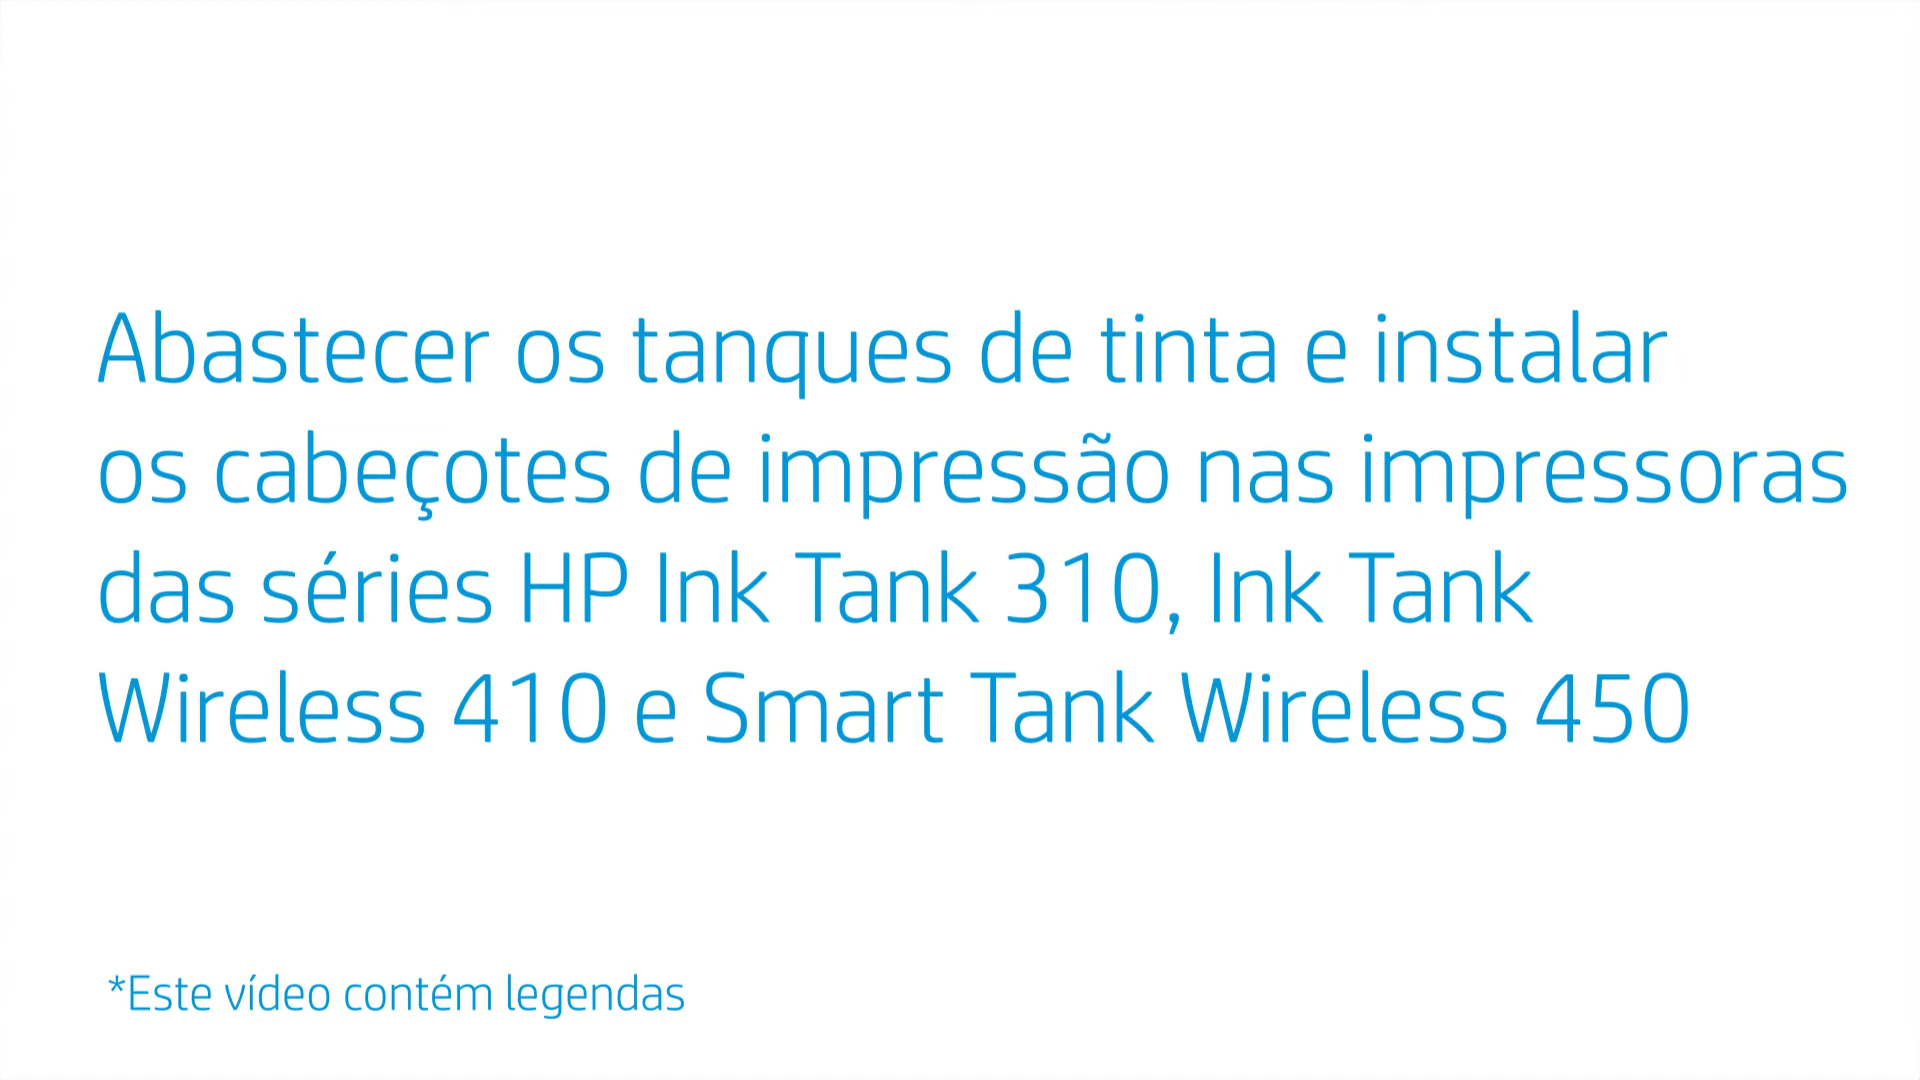 Abastecer os tanques de tinta e instalar
os cabeçotes de impressão nas impressoras
das séries HP Ink Tank 310, Ink Tank
Wireless 410 e Smart Tank Wireless 450
*Este vídeo contém legendas